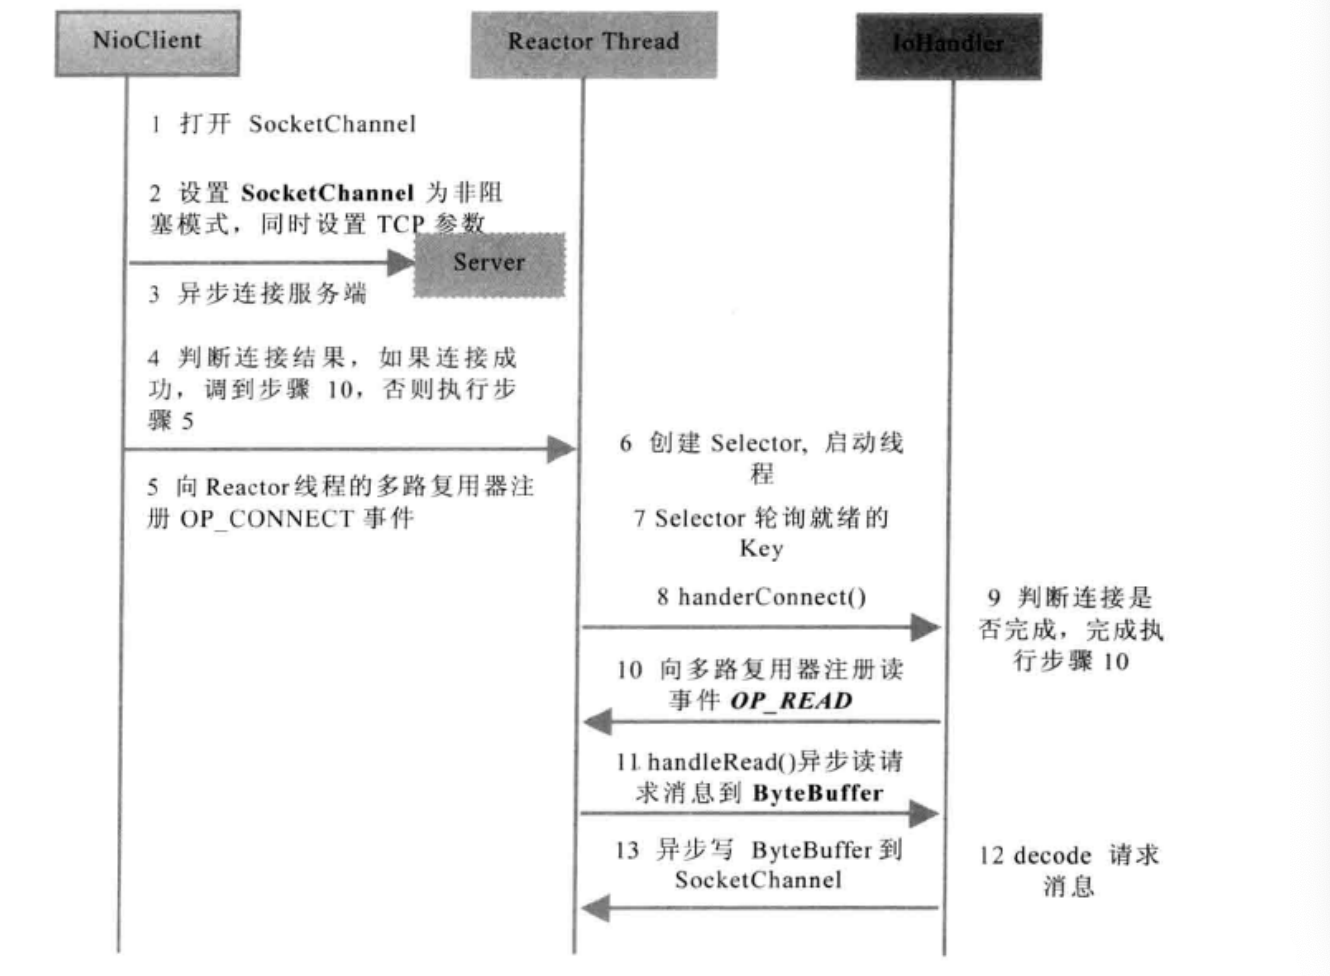 NioClient
Reactor Thread
IoHandler
1 打开 SocketChannel
2 设置 SocketChannel 为非阻
塞模式，同时设置 TCP 参数
Server
3 异步连接服务端
4 判断连接结果，如果连接成
功，调到步骤 10，否则执行步
骤 5
5 向 Reactor 线程的多路复用器注
册 OP_CONNECT 事件
6 创建 Selector, 启动线
程
7 Selector 轮询就绪的
Key
8 handerConnect()
9 判断连接是
否完成，完成执
行步骤 10
10 向多路复用器注册读
事件 OP_READ
11 handleRead()异步读请
求消息到 ByteBuffer
12 decode 请求
消息
13 异步写 ByteBuffer 到
SocketChannel